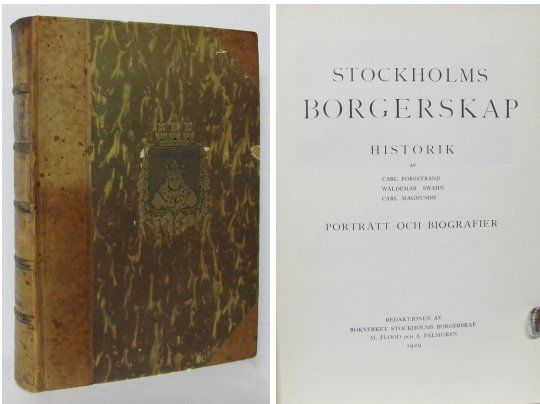 STOCKHOLMS
BORGERSKAP
HISTORIK
AV
CARL FORSSTRAND
WALDEMAR SWAHN
CARL MAGNUSON
PORTRÄTT OCH BIOGRAFIER
REDAKTIONEN AV
BOKVERKET STOCKHOLMS BORGERSKAP
M. FLOOD och A. PALMGREN
1929